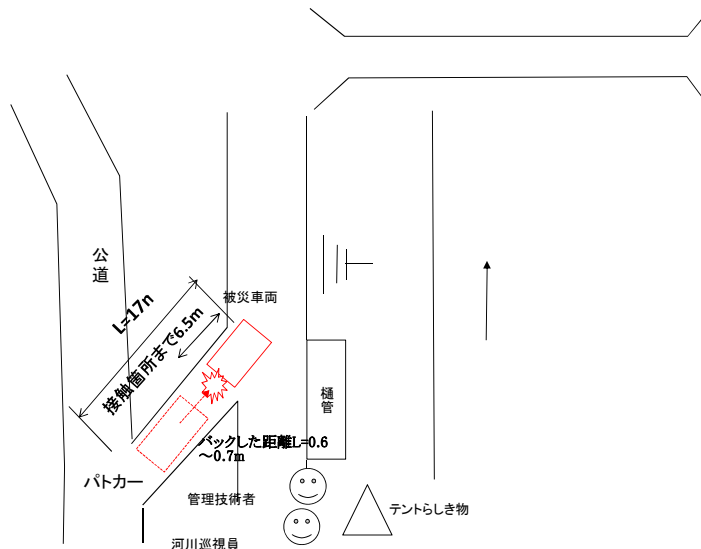 公道
L=17n
接触箇所まで6.5m
被災車両
樋管
バックした距離L=0.6
～0.7m
パトカー
管理技術者
テントらしき物
河川巡視員